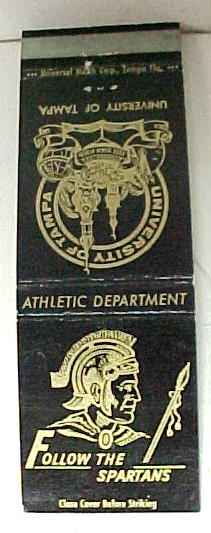 Universal Match Corp., Tampa Fla.
UNIVERSITY OF TAMPA
UNIVERSITY OF TAMPA
ATHLETIC DEPARTMENT
FOLLOW THE
SPARTANS
Close Cover Before Striking